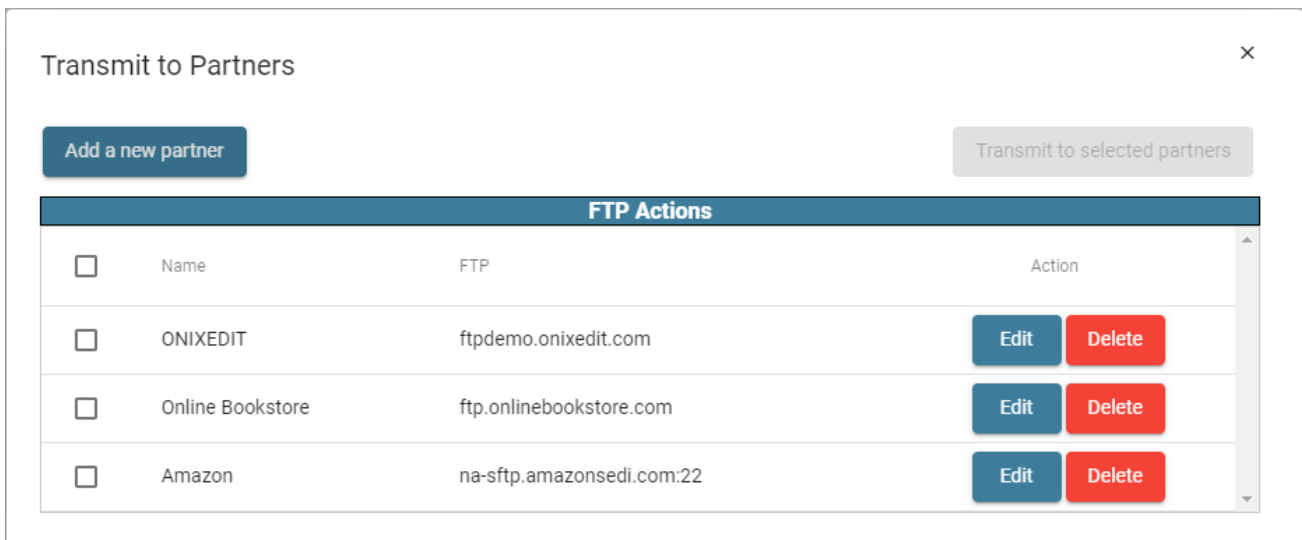 Transmit to Partners ×
Add a new partner Transmit to selected partners
FTP Actions
Name FTP Action
ONIXEDIT ftpdemo.onixedit.com Edit Delete
Online Bookstore ftp.onlinebookstore.com Edit Delete
Amazon na-sftp.amazonsedi.com:22 Edit Delete